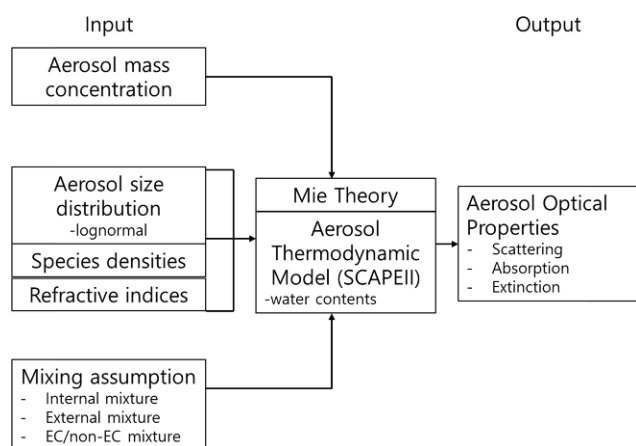 Input
Output
Aerosol mass
concentration
Aerosol size
distribution
-lognormal
Species densities
Refractive indices
Mie Theory
Aerosol
Thermodynamic
Model (SCAPEII)
-water contents
Aerosol Optical
Properties
- Scattering
- Absorption
- Extinction
Mixing assumption
- Internal mixture
- External mixture
- EC/non-EC mixture